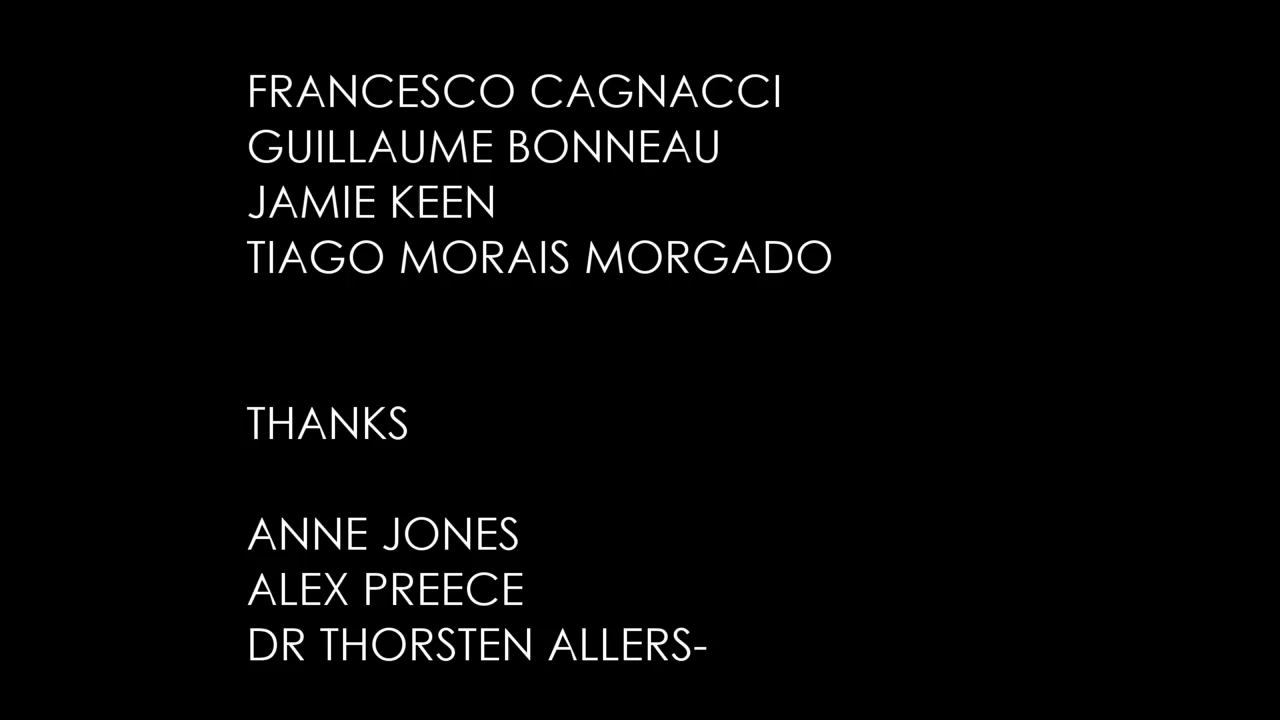 FRANCESCO CAGNACCI
GUILLAUME BONNEAU
JAMIE KEEN
TIAGO MORAIS MORGADO
THANKS
ANNE JONES
ALEX PREECE
DR THORSTEN ALLERS-